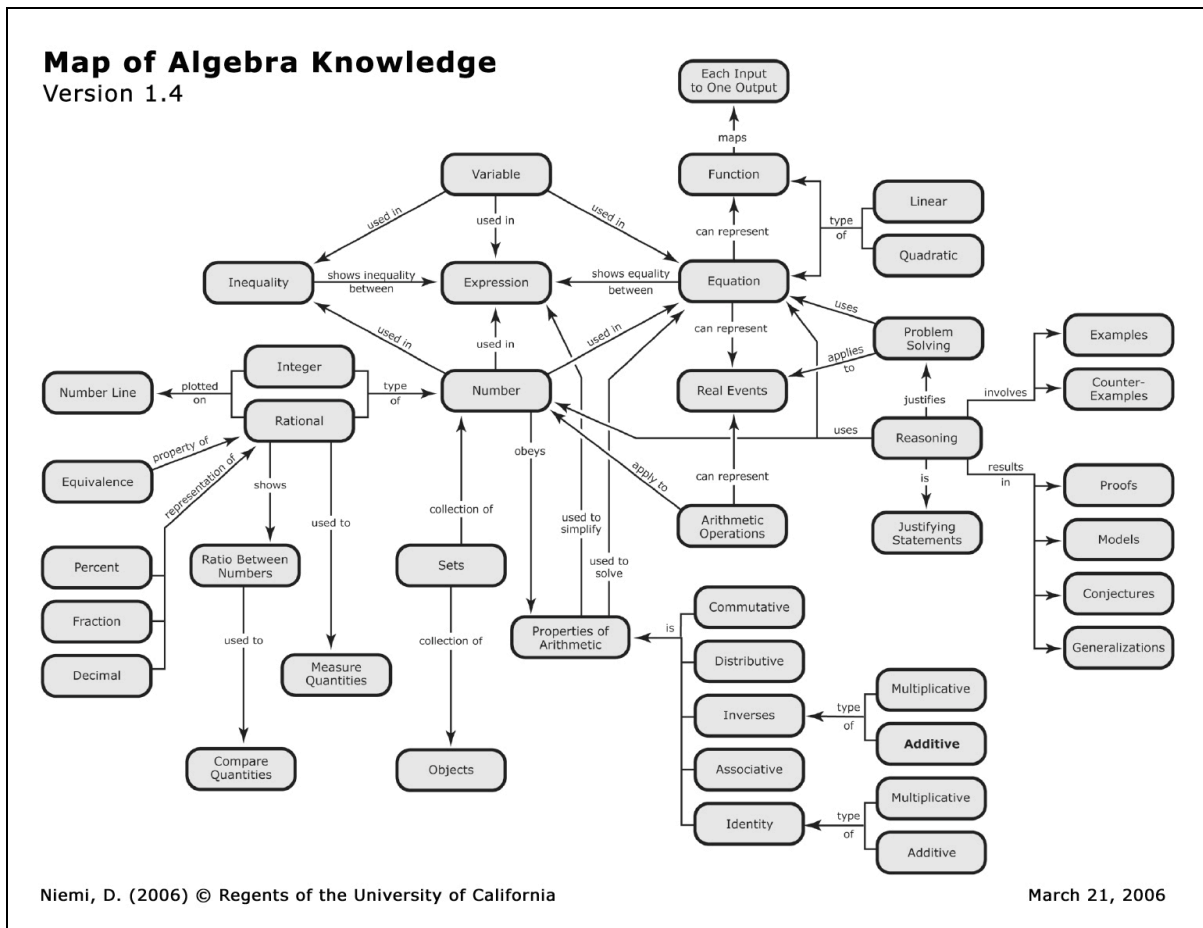 Map of Algebra Knowledge
Version 1.4
Each Input
to One Output
maps
Variable
Function
Linear
used in
used in
used in
can represent
type
of
Quadratic
Inequality
shows inequality
between
Expression
shows equality
between
Equation
uses
Problem
Solving
Examples
used in
used in
used in
can represent
applies
to
Integer
Number Line
plotted
on
type
of
Number
Real Events
justifies
involves
Counter-
Examples
Rational
uses
Reasoning
Equivalence
property of
representation of
shows
obeys
apply to
can represent
is
results
in
Proofs
used to
collection of
used to
simplify
Arithmetic
Operations
Justifying
Statements
Models
Percent
Ratio Between
Numbers
Sets
used to
solve
Conjectures
Fraction
used to
collection of
Properties of
Arithmetic
is
Commutative
Generalizations
Decimal
Measure
Quantities
Distributive
Inverses
type
of
Multiplicative
Additive
Compare
Quantities
Objects
Associative
Identity
type
of
Multiplicative
Additive
Niemi, D. (2006) © Regents of the University of California
March 21, 2006